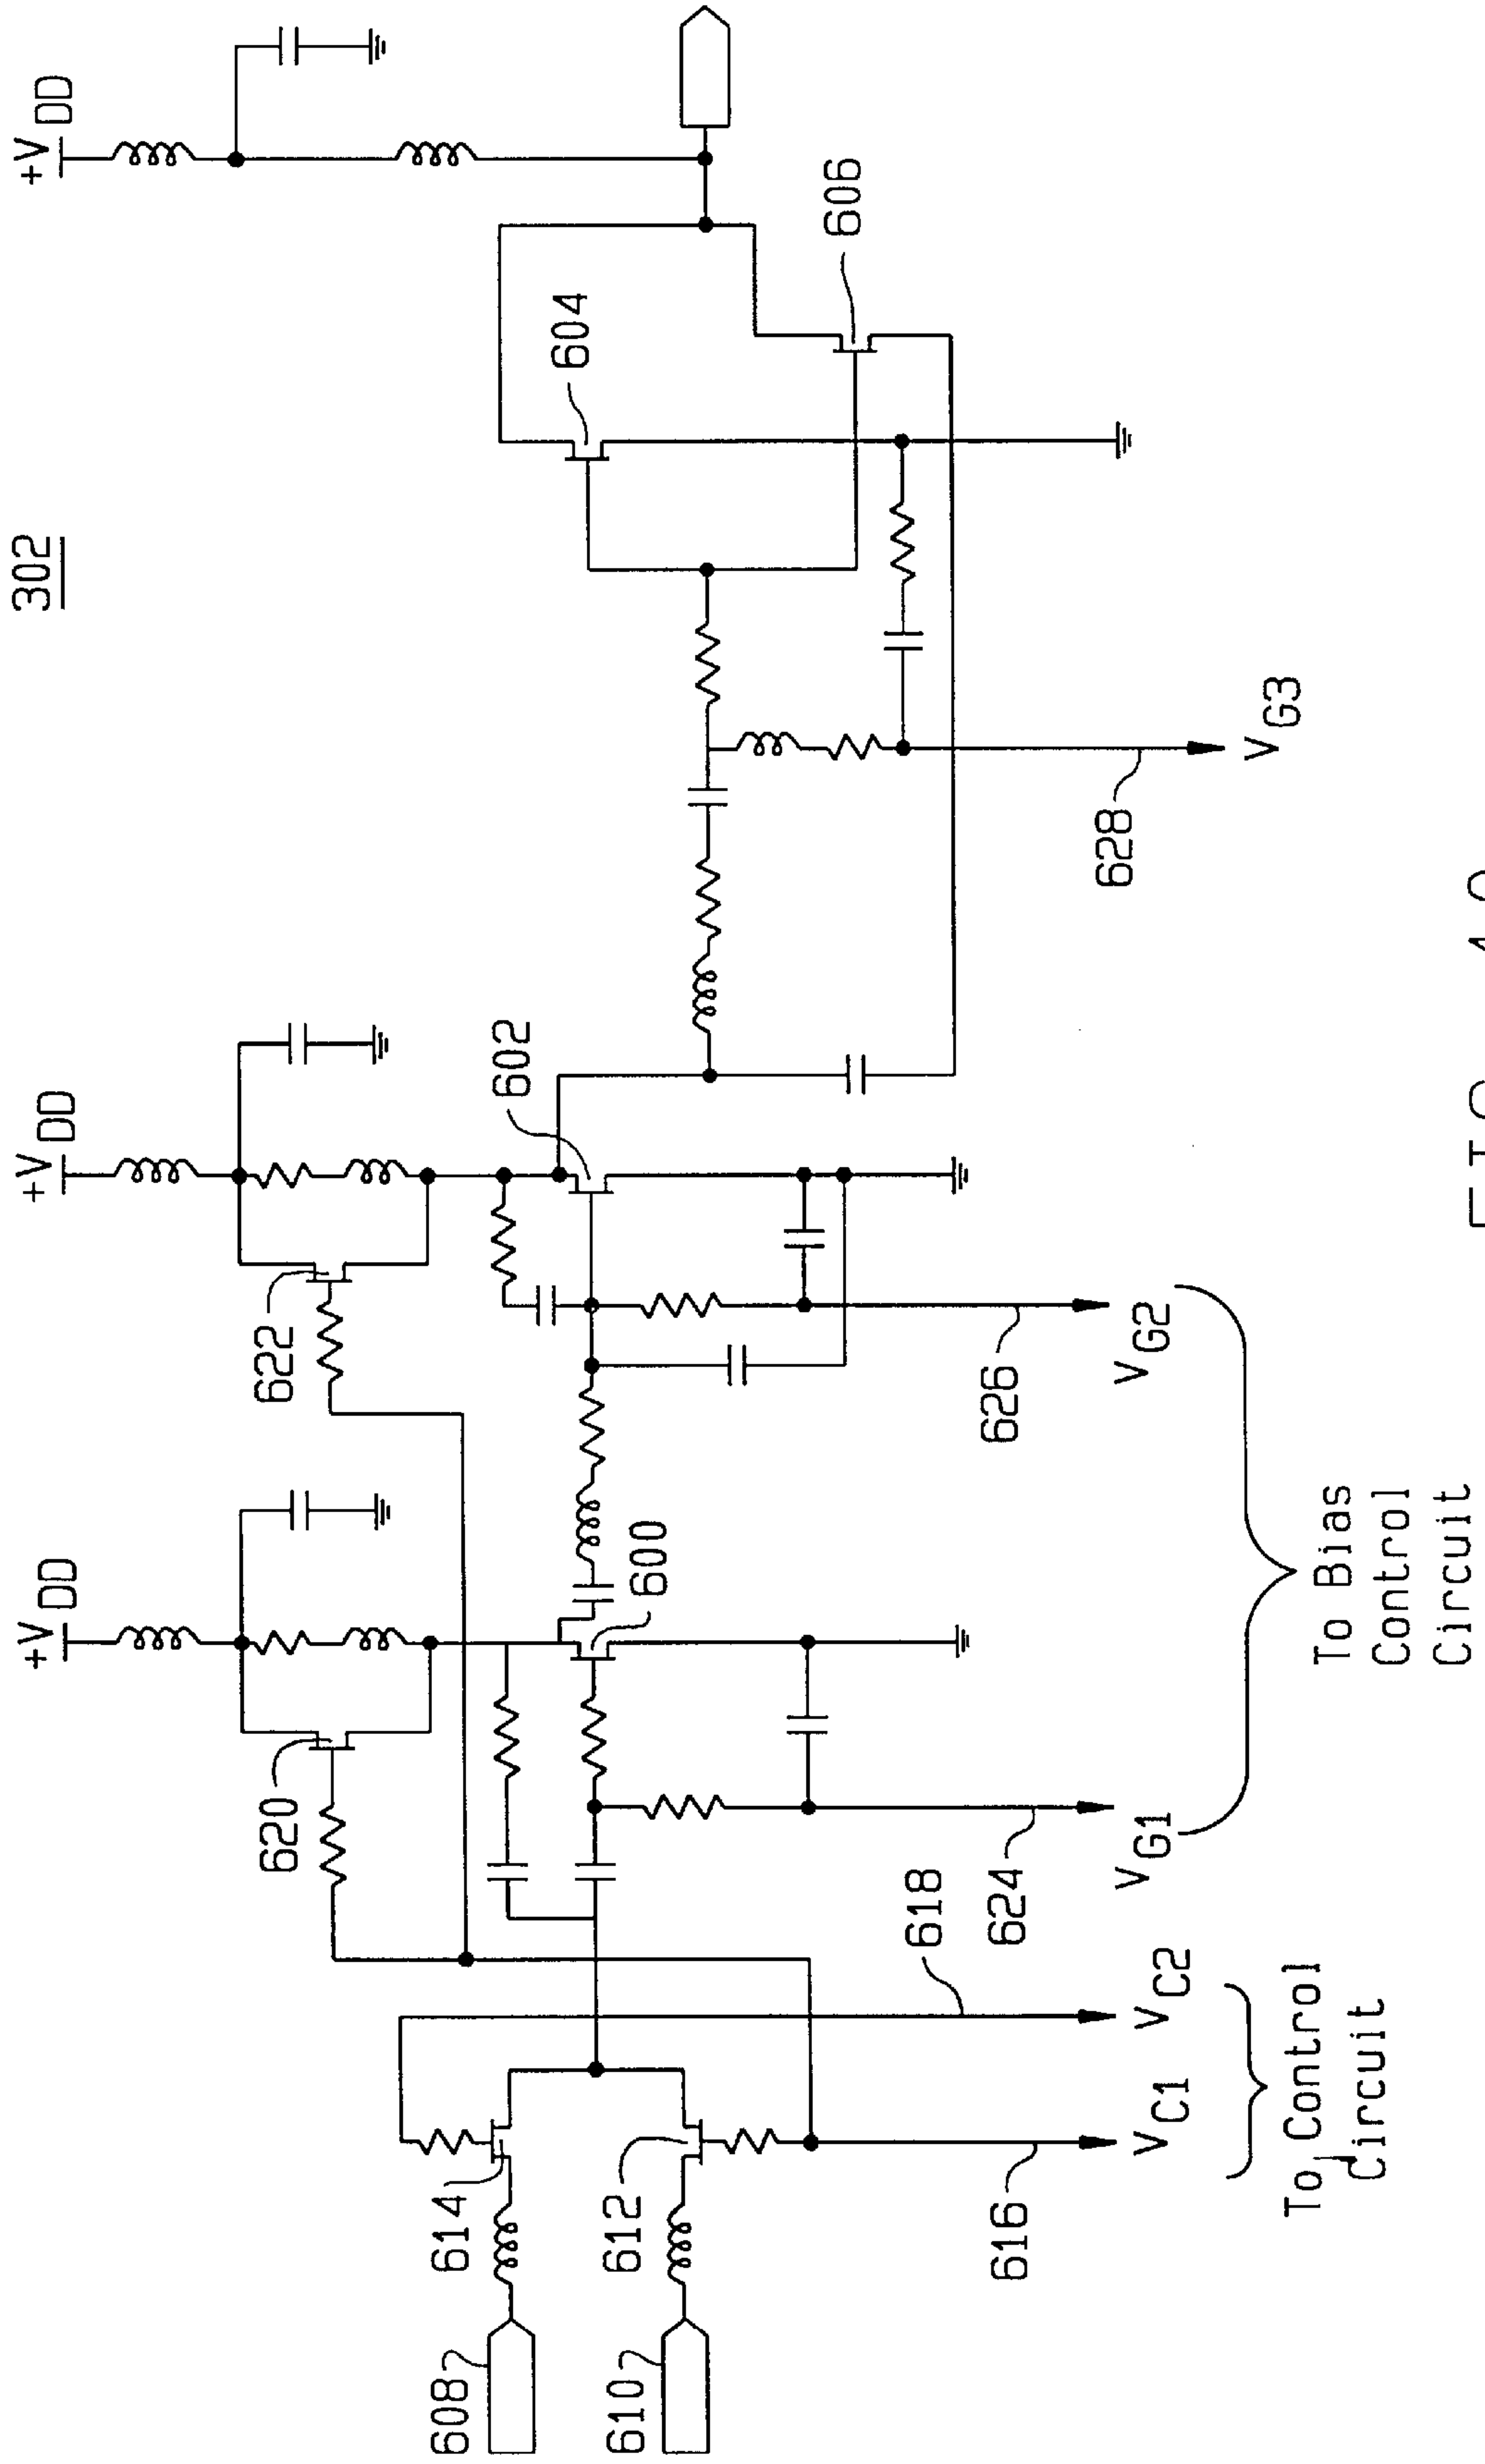 302
+VDD
+VDD
+VDD
620
622
602
604
606
600
614
612
608
610
616
618
624
626
628
VC1
VC2
VG1
VG2
VG3
To Control
Circuit
To Bias
Control
Circuit